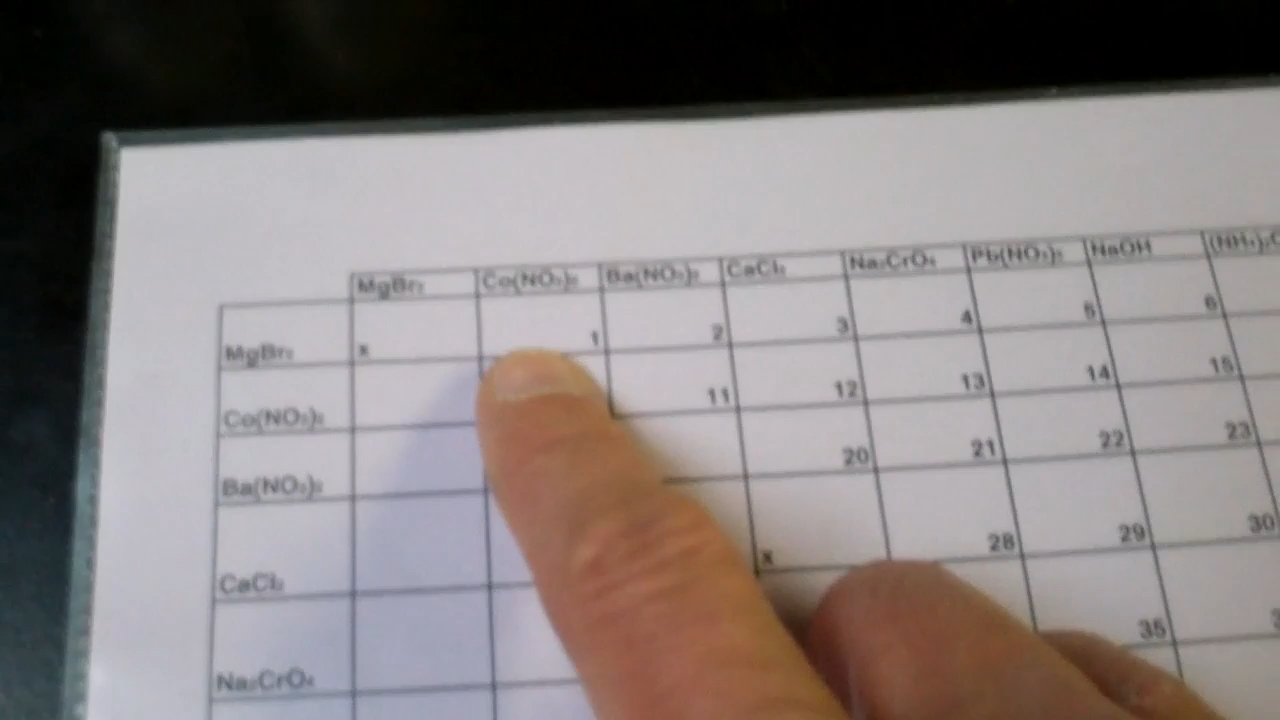 MgBr₂ Co(NO₃)₂ Ba(NO₃)₂ CaCl₂ Na₂CrO₄ Pb(NO₃)₂ NaOH (NH₄)₂C
MgBr₂ x 1 2 3 4 5 6
Co(NO₃)₂ 11 12 13 14 15
Ba(NO₃)₂ 20 21 22 23
CaCl₂ x 28 29 30
Na₂CrO₄ 35